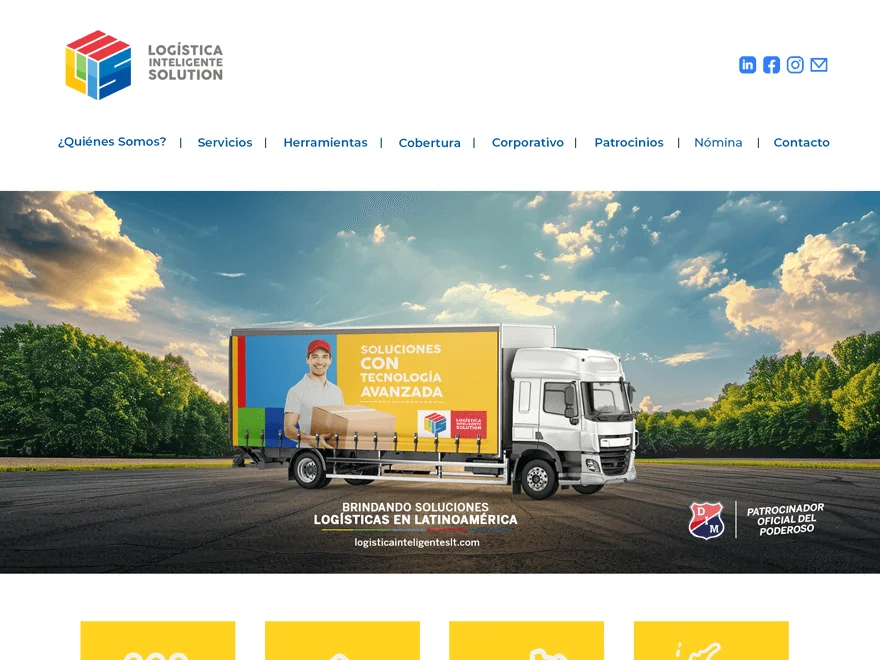 LOGÍSTICA
INTELIGENTE
SOLUTION
¿Quiénes Somos? | Servicios | Herramientas | Cobertura | Corporativo | Patrocinios | Nómina | Contacto
SOLUCIONES
CON
TECNOLOGÍA
AVANZADA
LOGÍSTICA
INTELIGENTE
SOLUTION
BRINDANDO SOLUCIONES
LOGÍSTICAS EN LATINOAMÉRICA
logisticainteligenteslt.com
DIM
PATROCINADOR
OFICIAL DEL
PODEROSO